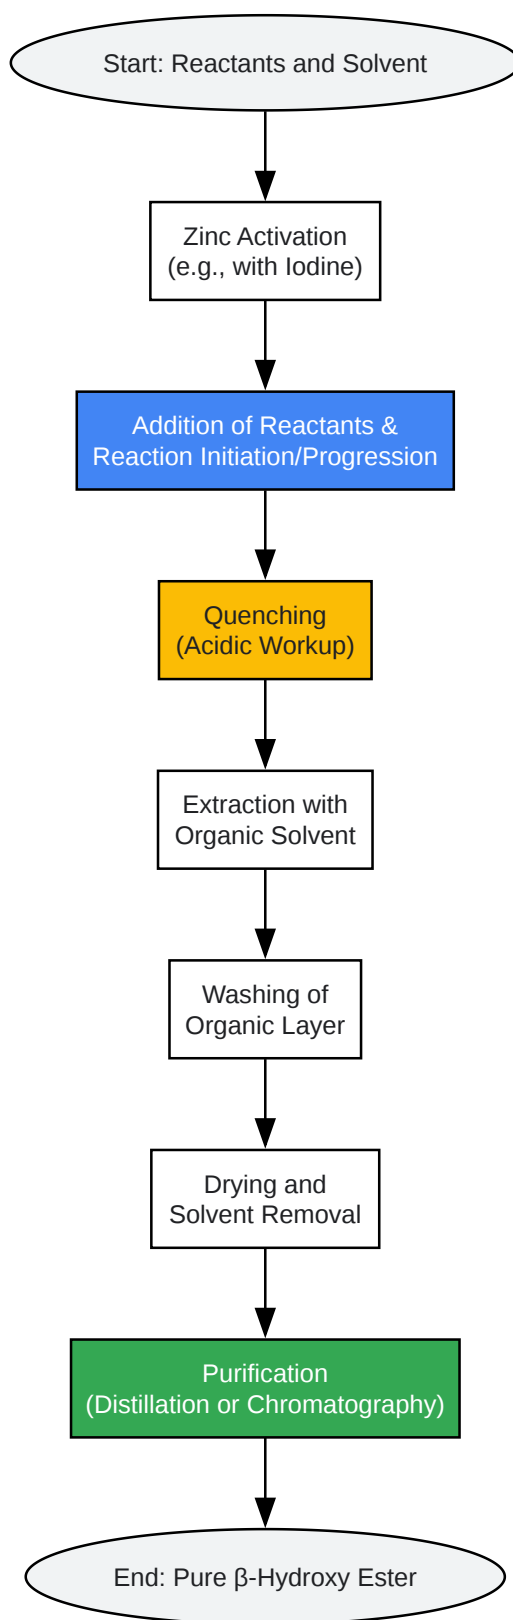 Start: Reactants and Solvent
Zinc Activation
(e.g., with Iodine)
Addition of Reactants &
Reaction Initiation/Progression
Quenching
(Acidic Workup)
Extraction with
Organic Solvent
Washing of
Organic Layer
Drying and
Solvent Removal
Purification
(Distillation or Chromatography)
End: Pure β-Hydroxy Ester